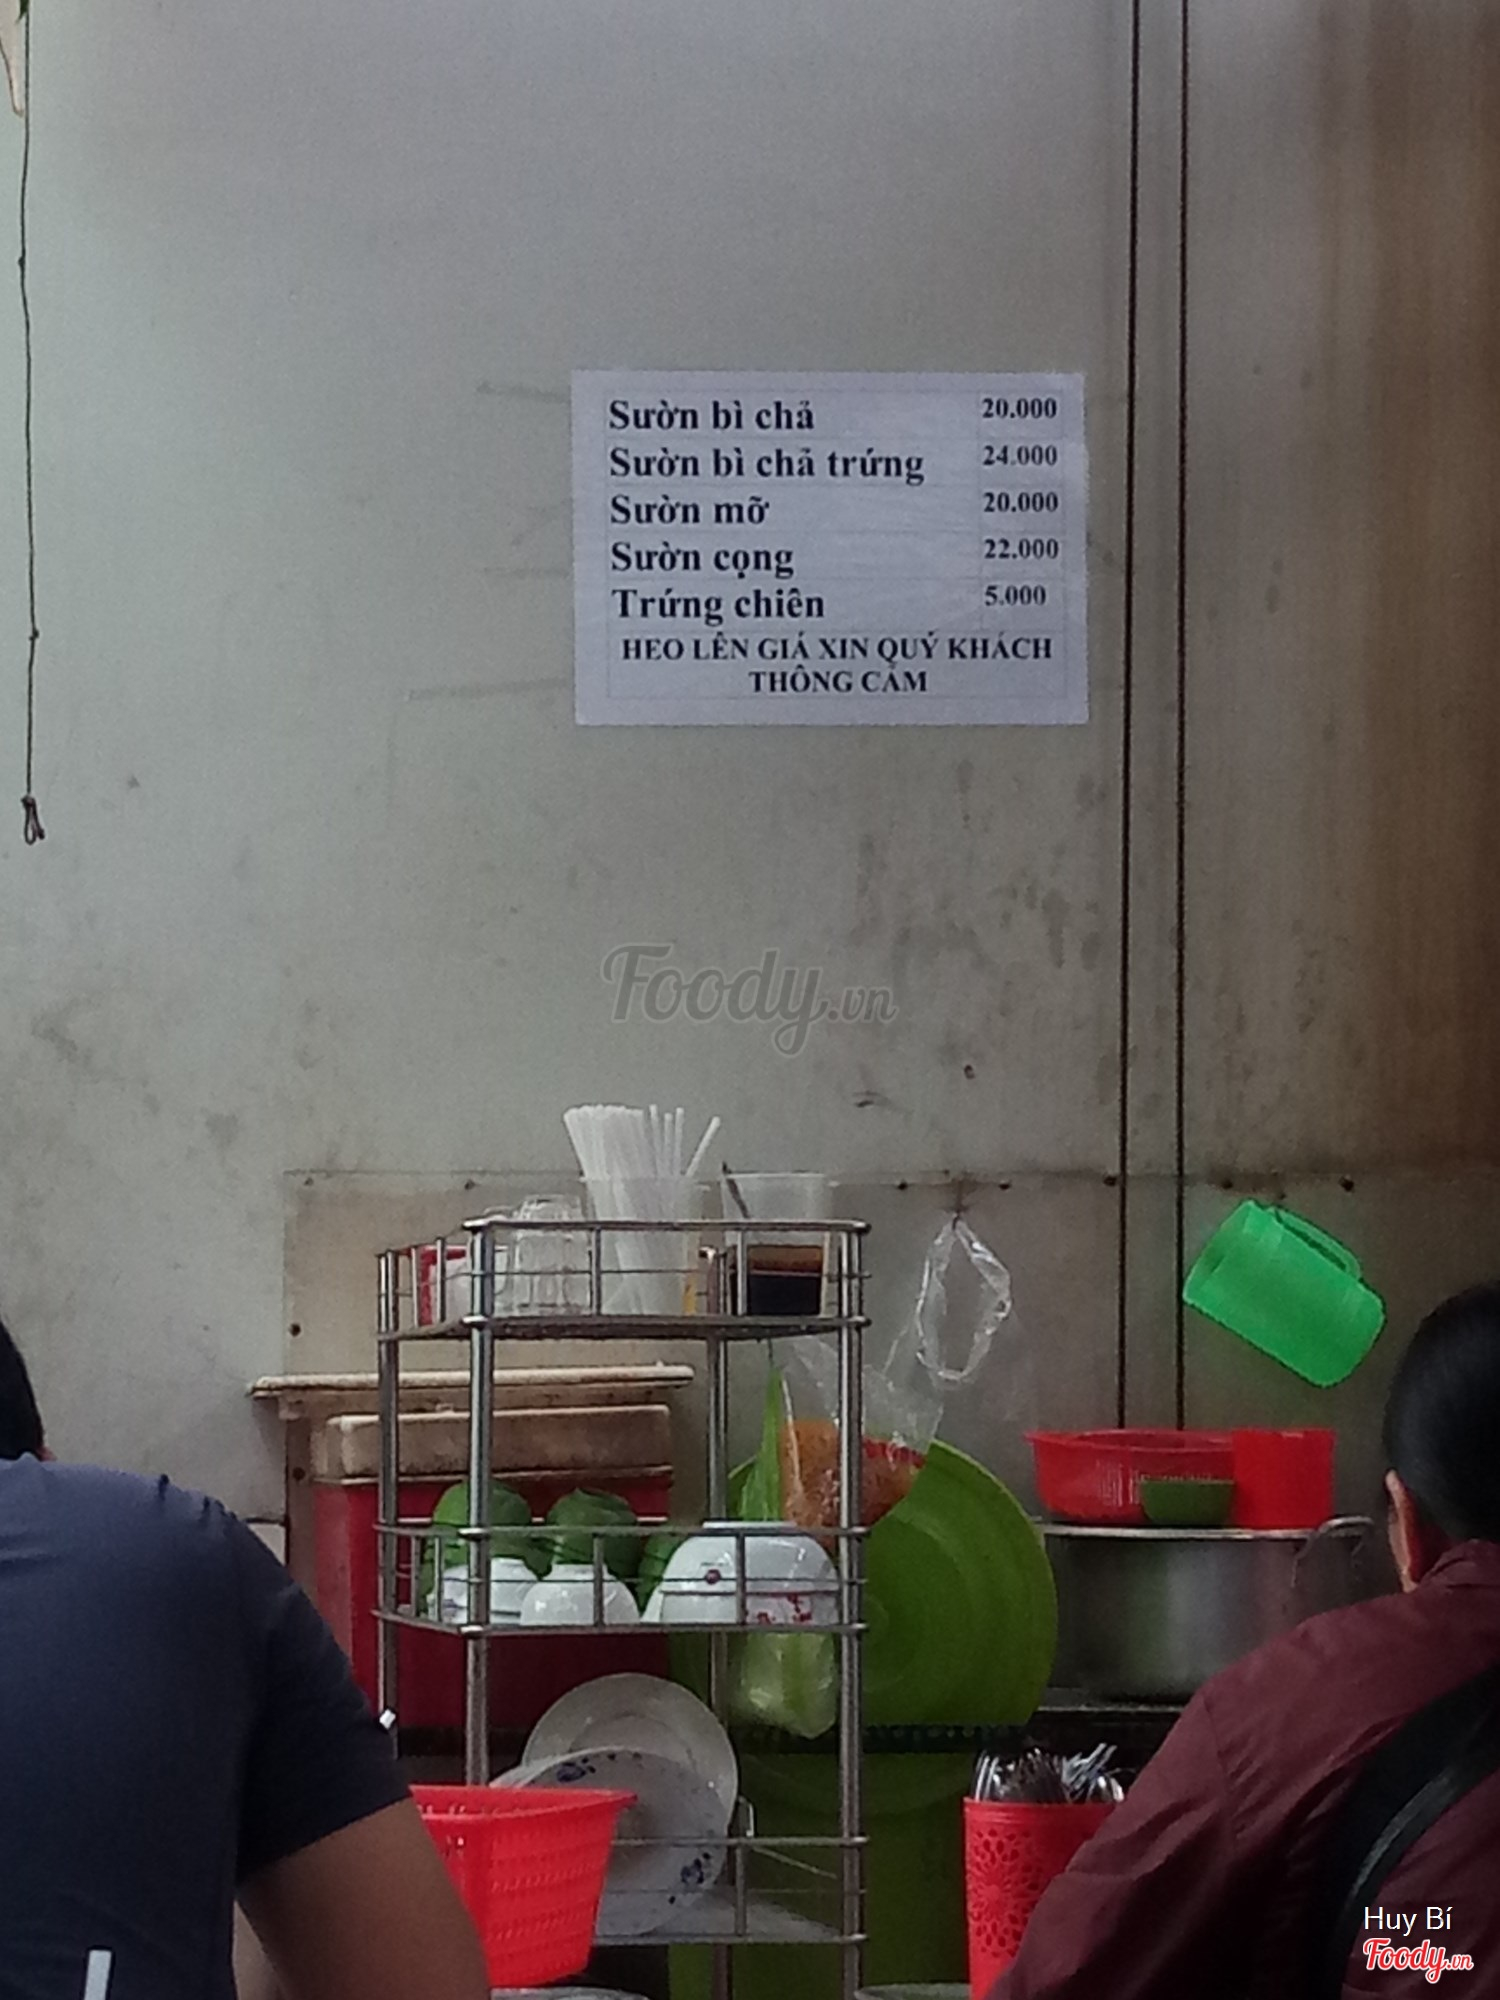 Sườn bì chả 20.000
Sườn bì chả trứng 24.000
Sườn mỡ 20.000
Sườn cọng 22.000
Trứng chiên 5.000
HEO LÊN GIÁ XIN QUÝ KHÁCH
THÔNG CẢM
Foody.vn
Huy Bí
Foody.vn